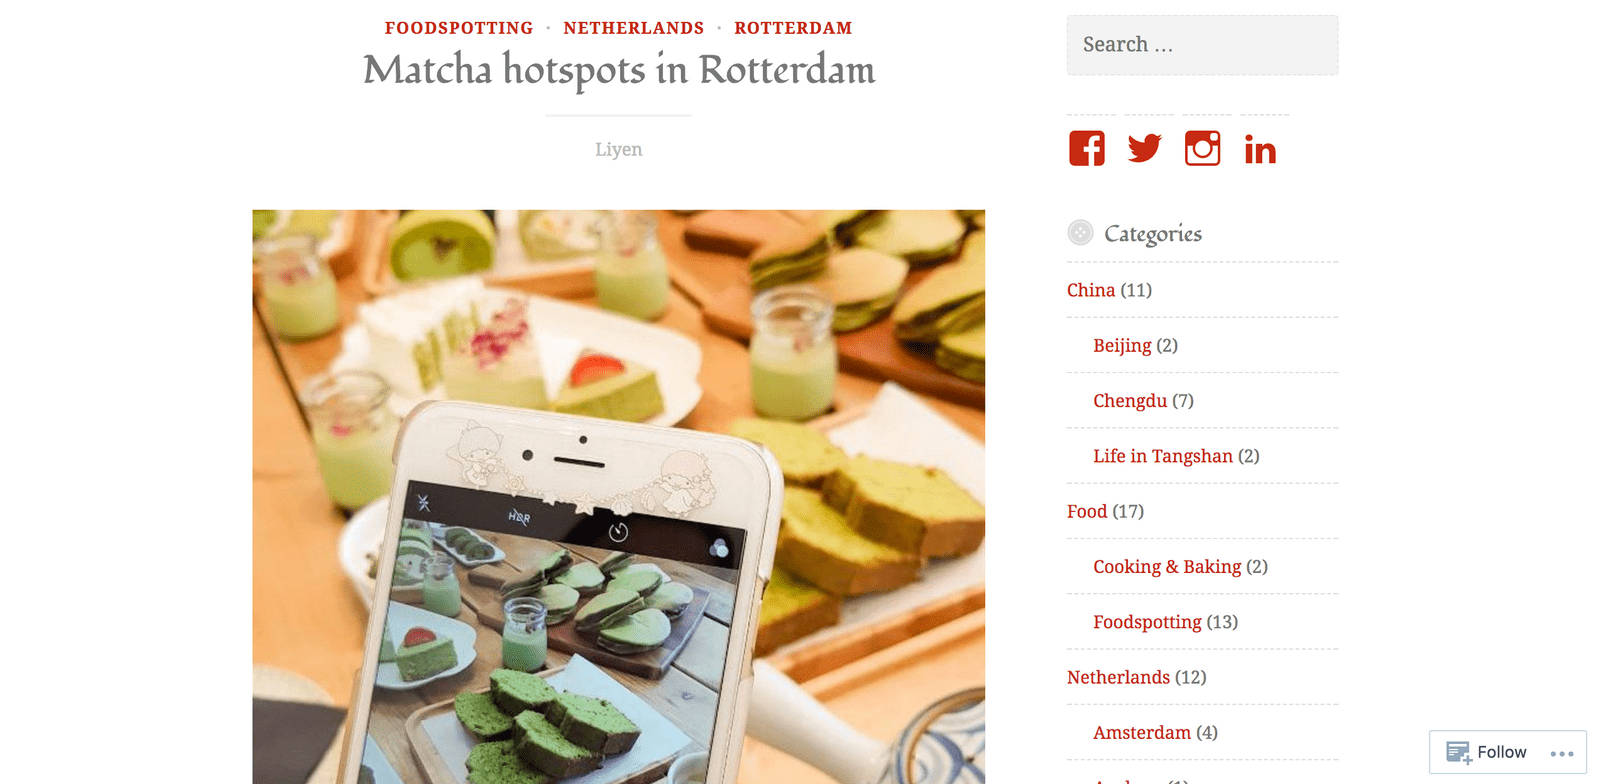 FOODSPOTTING · NETHERLANDS · ROTTERDAM
Matcha hotspots in Rotterdam
Liyen
HDR
Search …
Categories
China (11)
Beijing (2)
Chengdu (7)
Life in Tangshan (2)
Food (17)
Cooking & Baking (2)
Foodspotting (13)
Netherlands (12)
Amsterdam (4)
Follow